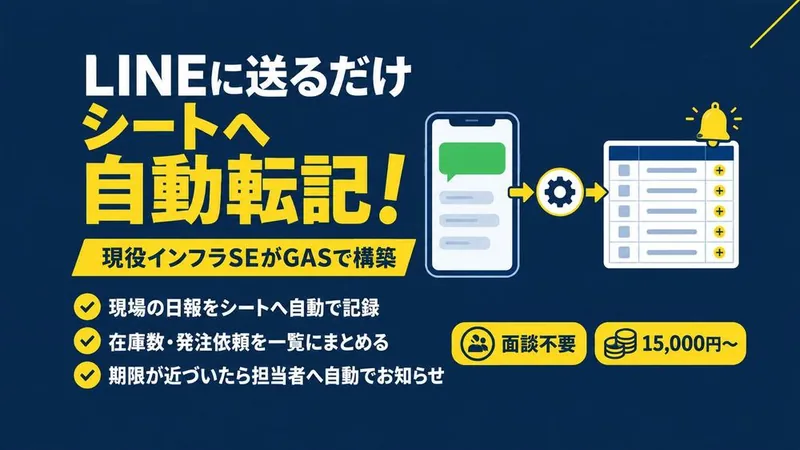 LINEに送るだけ
シートへ
自動転記!
現役インフラSEがGASで構築
現場の日報をシートへ自動で記録
在庫数・発注依頼を一覧にまとめる
期限が近づいたら担当者へ自動でお知らせ
面談不要
15,000円〜